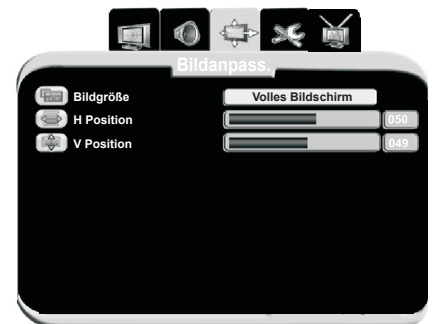 Bildanpass.
Bildgröße Volles Bildschirm
H Position 050
V Position 049